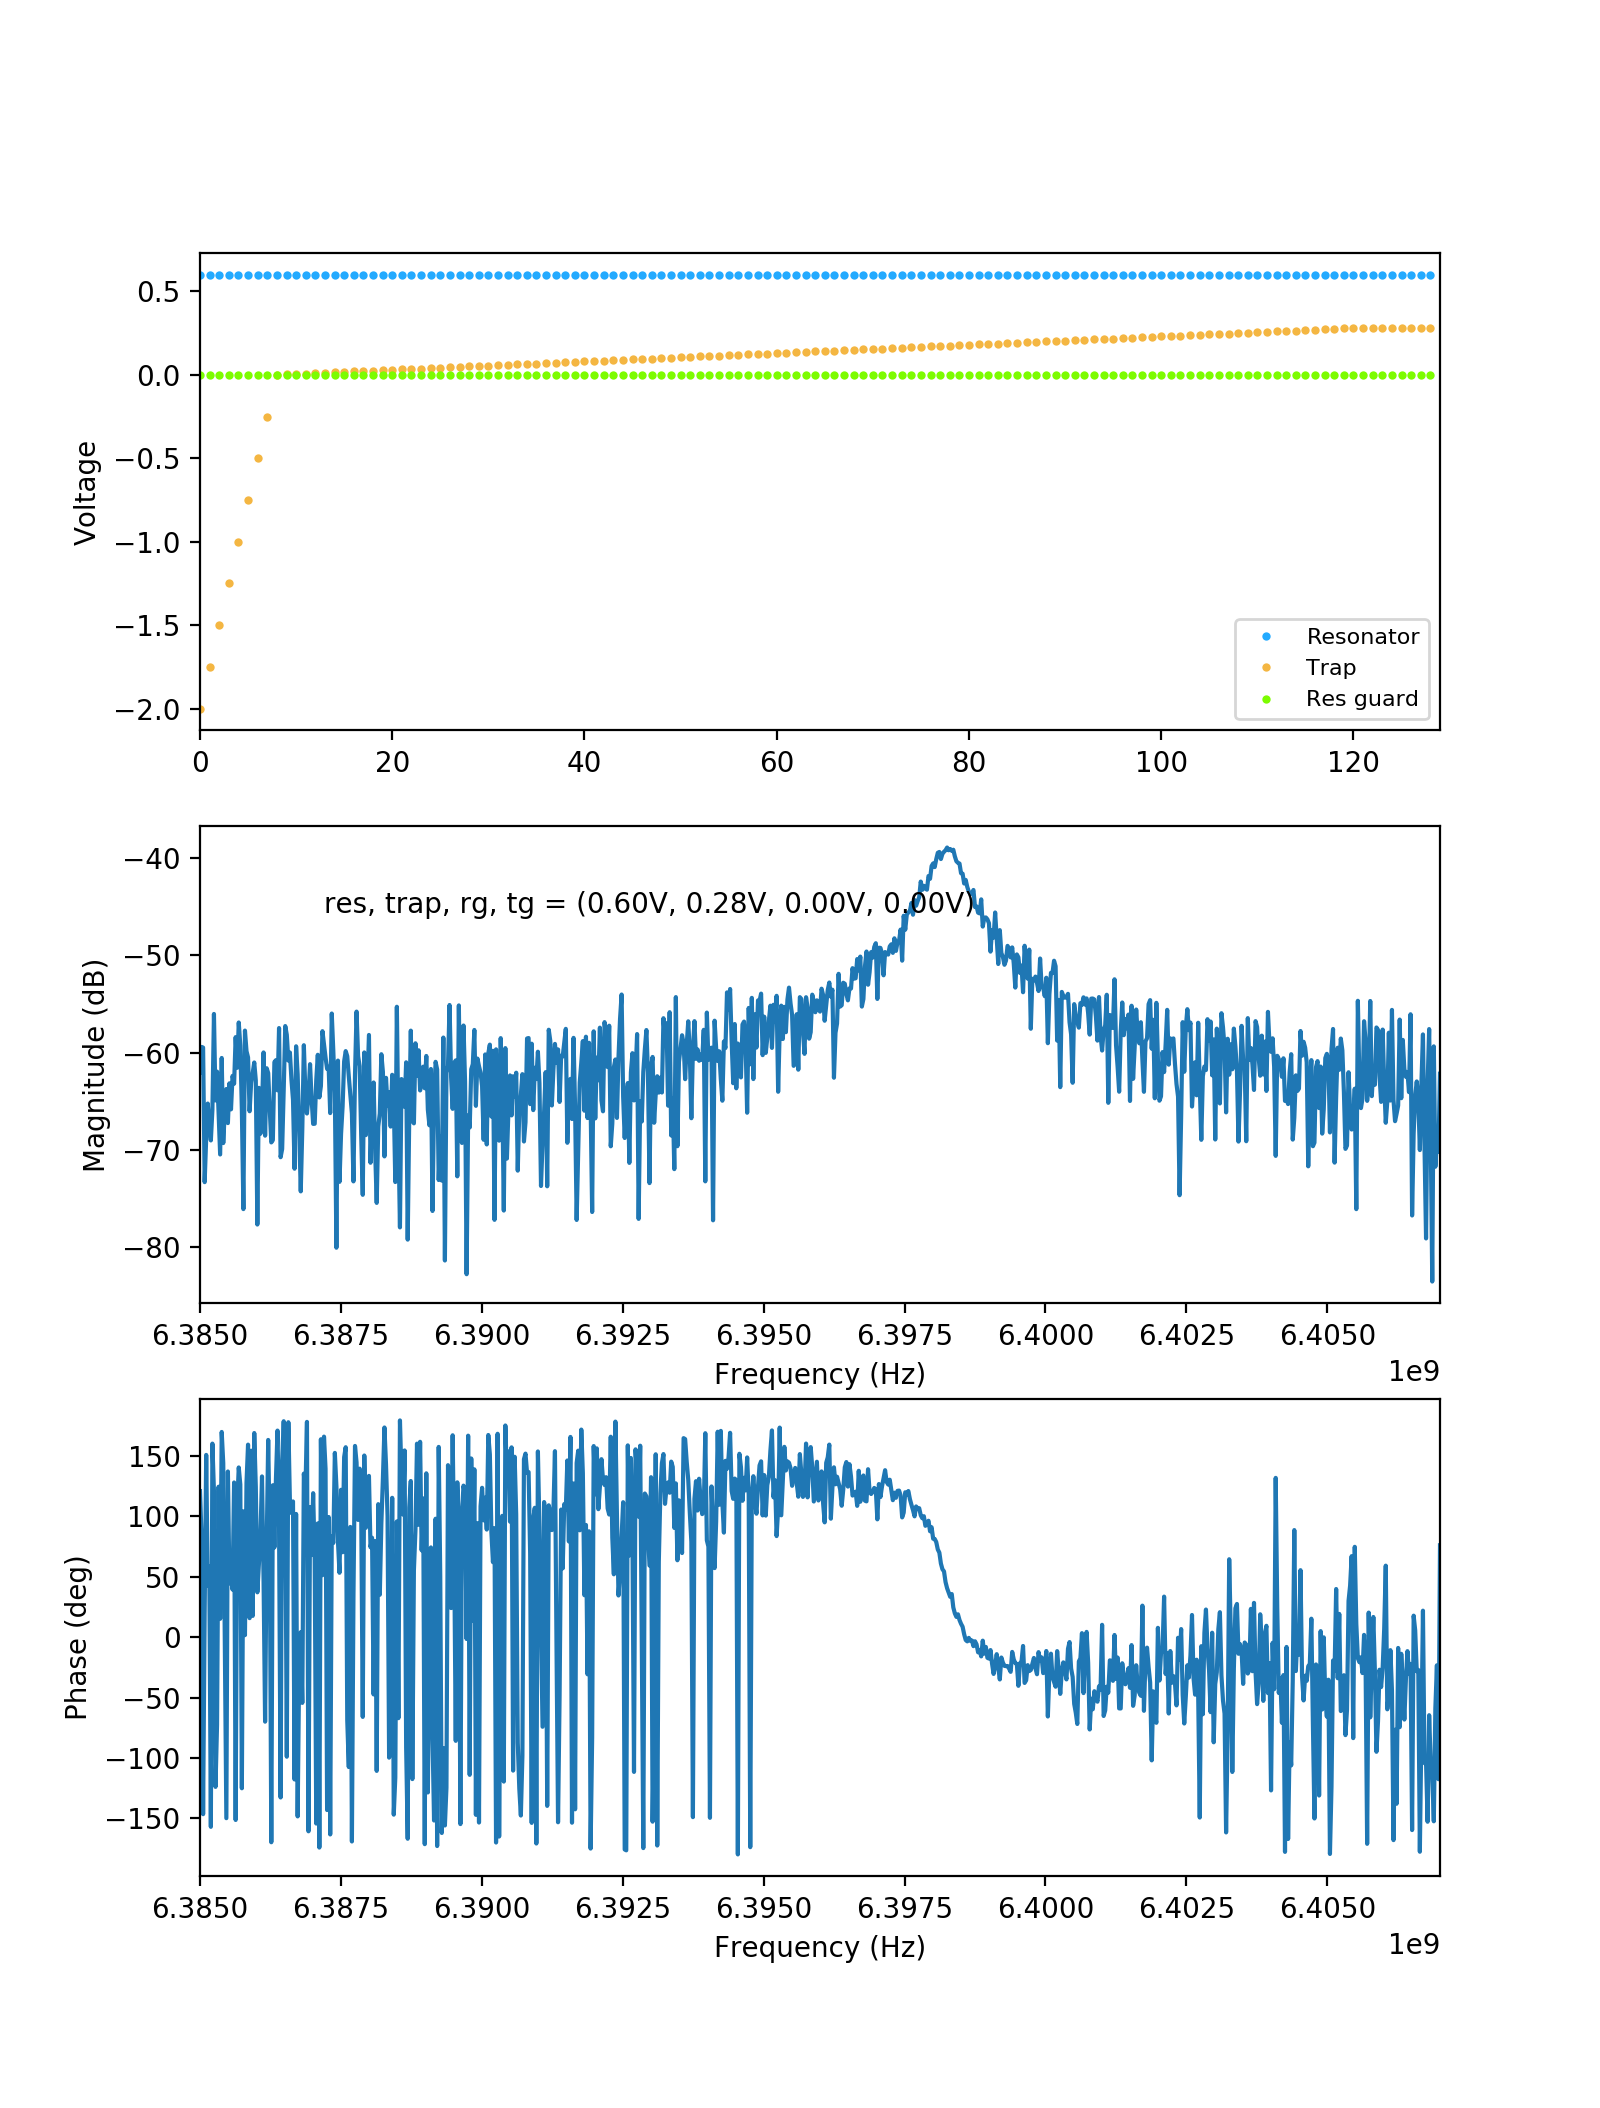 0.5
0.0
−0.5
−1.0
−1.5
−2.0
Voltage
Resonator
Trap
Res guard
0 20 40 60 80 100 120
−40
−50
−60
−70
−80
Magnitude (dB)
res, trap, rg, tg = (0.60V, 0.28V, 0.00V, 0.00V)
6.3850 6.3875 6.3900 6.3925 6.3950 6.3975 6.4000 6.4025 6.4050
1e9
Frequency (Hz)
150
100
50
0
−50
−100
−150
Phase (deg)
6.3850 6.3875 6.3900 6.3925 6.3950 6.3975 6.4000 6.4025 6.4050
1e9
Frequency (Hz)